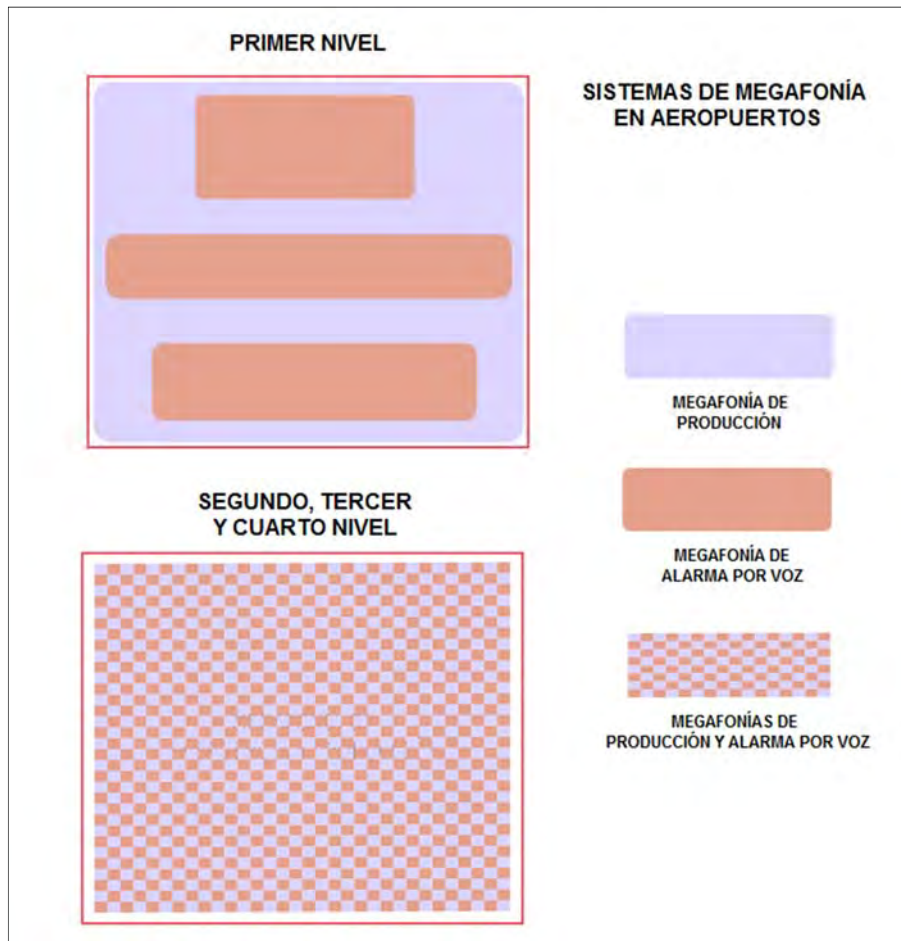 PRIMER NIVEL
SISTEMAS DE MEGAFONÍA
EN AEROPUERTOS
MEGAFONÍA DE
PRODUCCIÓN
SEGUNDO, TERCER
Y CUARTO NIVEL
MEGAFONÍA DE
ALARMA POR VOZ
MEGAFONÍAS DE
PRODUCCIÓN Y ALARMA POR VOZ